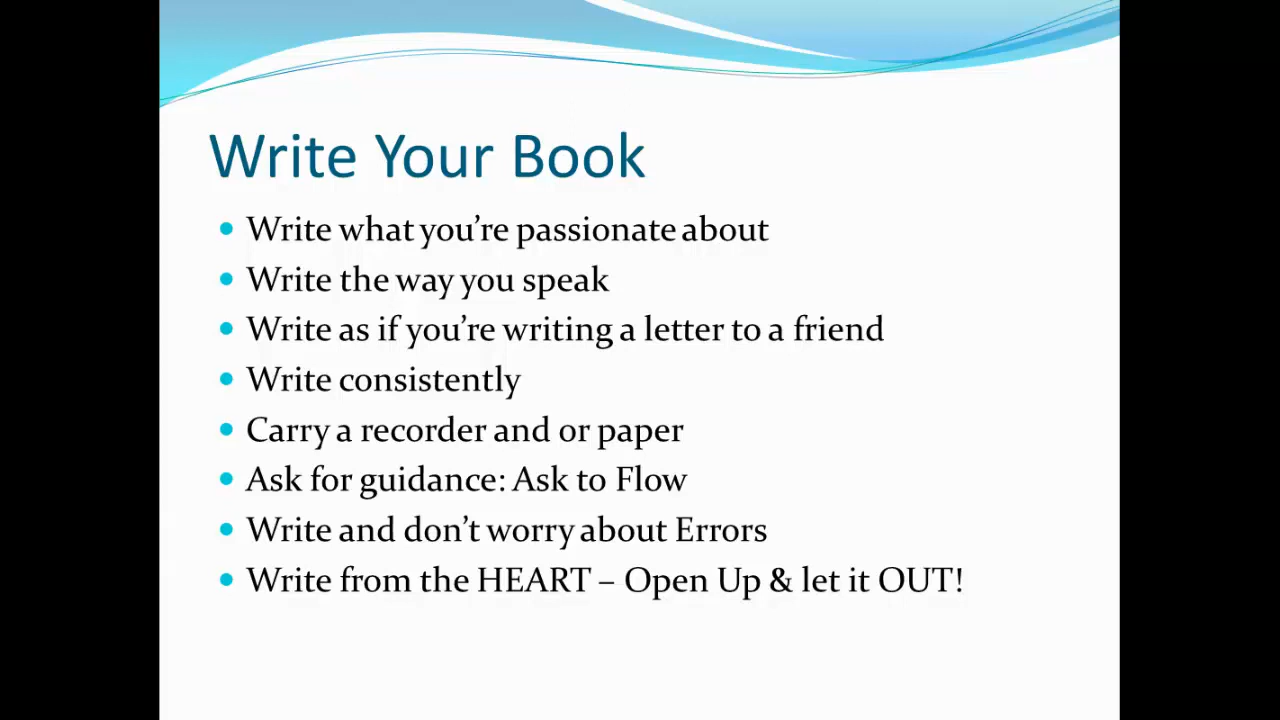 Write Your Book
• Write what you're passionate about
• Write the way you speak
• Write as if you're writing a letter to a friend
• Write consistently
• Carry a recorder and or paper
• Ask for guidance: Ask to Flow
• Write and don't worry about Errors
• Write from the HEART – Open Up & let it OUT!